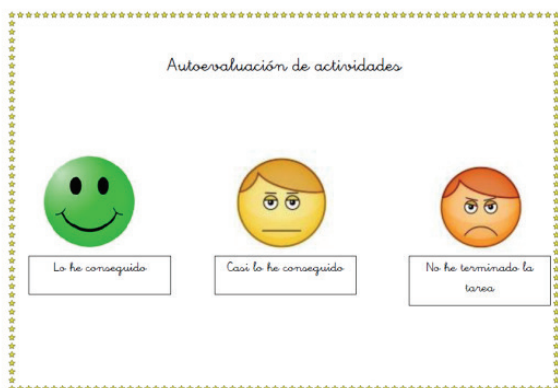 Autoevaluación de actividades
Lo he conseguido
Casi lo he conseguido
No he terminado la
tarea